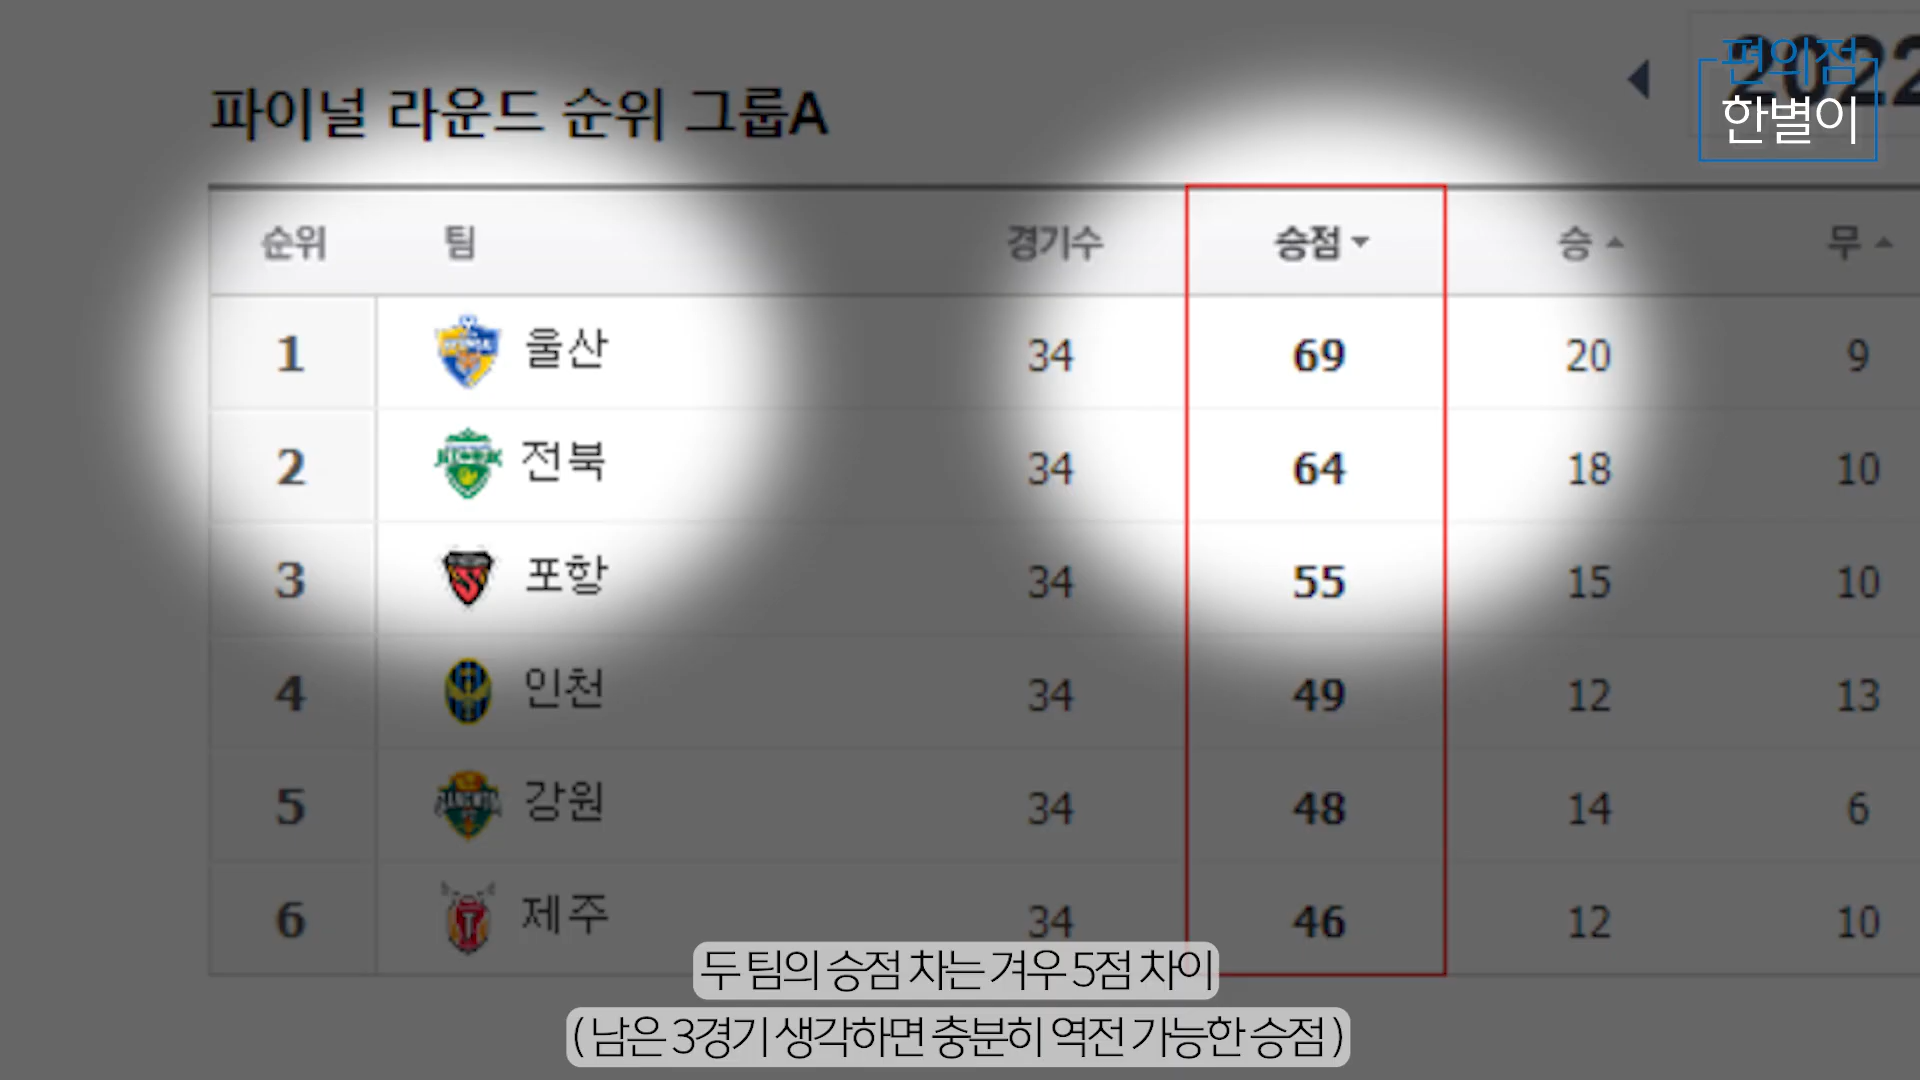 편의점
한별이
2022
파이널 라운드 순위 그룹A
순위 팀 경기수 승점 승 무
1 울산 34 69 20 9
2 전북 34 64 18 10
3 포항 34 55 15 10
4 인천 34 49 12 13
5 강원 34 48 14 6
6 제주 34 46 12 10
두 팀의 승점 차는 겨우 5점 차이
( 남은 3경기 생각하면 충분히 역전 가능한 승점 )